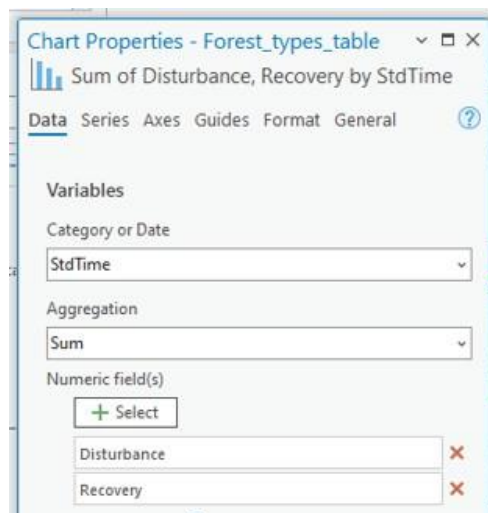 Chart Properties - Forest_types_table
Sum of Disturbance, Recovery by StdTime
Data Series Axes Guides Format General
Variables
Category or Date
StdTime
Aggregation
Sum
Numeric field(s)
+ Select
Disturbance
Recovery